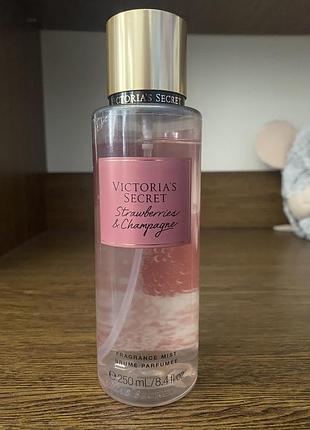 VICTORIA'S SECRET
VICTORIA'S
SECRET
Strawberries
& Champagne
FRAGRANCE MIST
BRUME PARFUMÉE
℮ 250 mL/8.4 fl oz